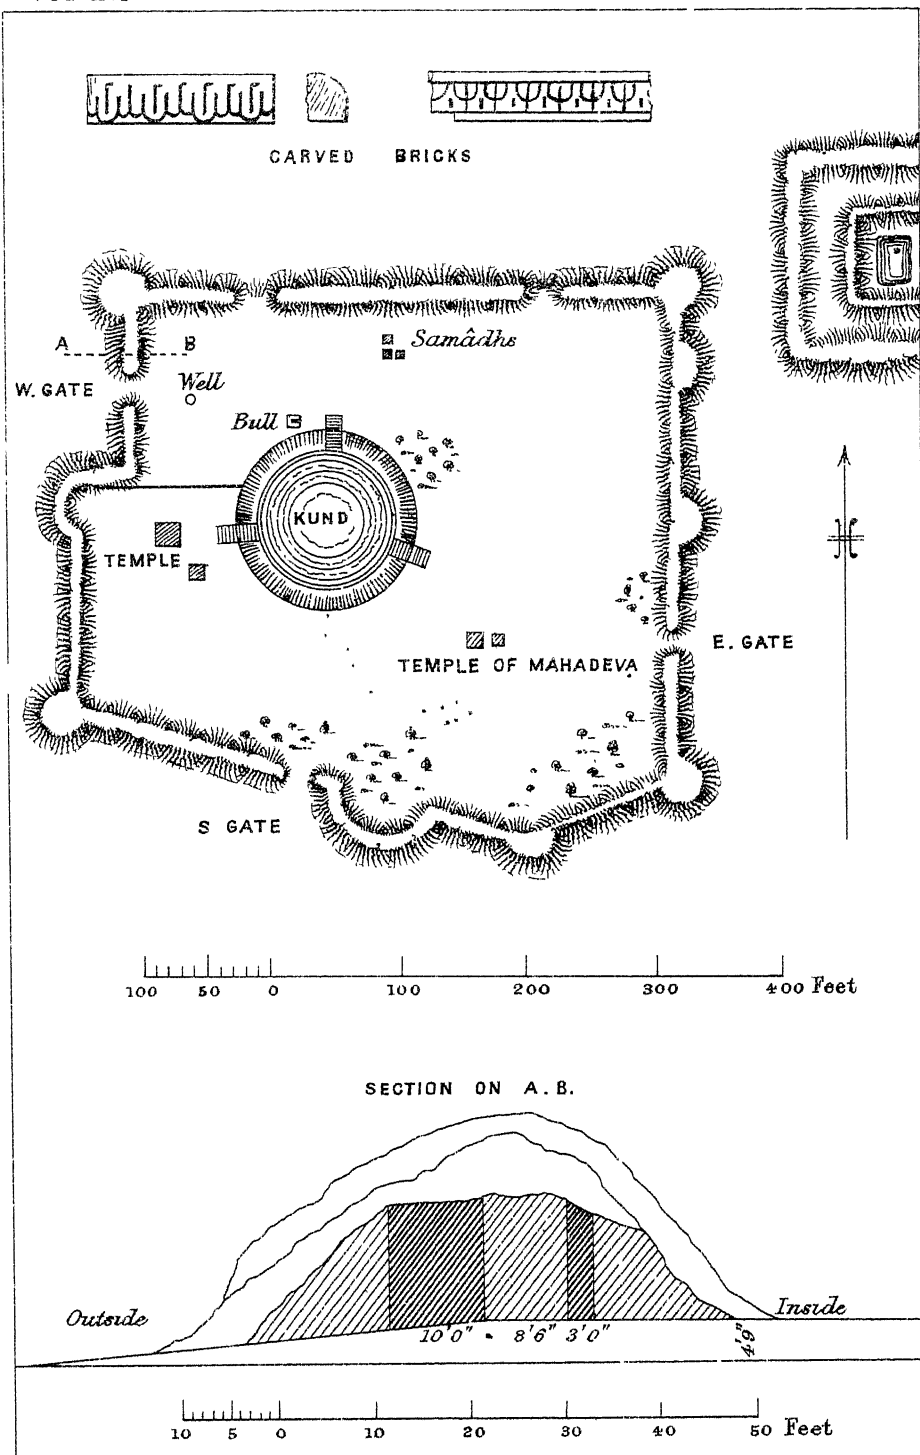 CARVED BRICKS
A B
Samâdhs
W. GATE
Well
Bull
KUND
TEMPLE
E. GATE
TEMPLE OF MAHADEVA
S GATE
100 50 0 100 200 300 400 Feet
SECTION ON A.B.
Outside
Inside
10'0" 8'6" 3'0" 4'9"
10 5 0 10 20 30 40 50 Feet